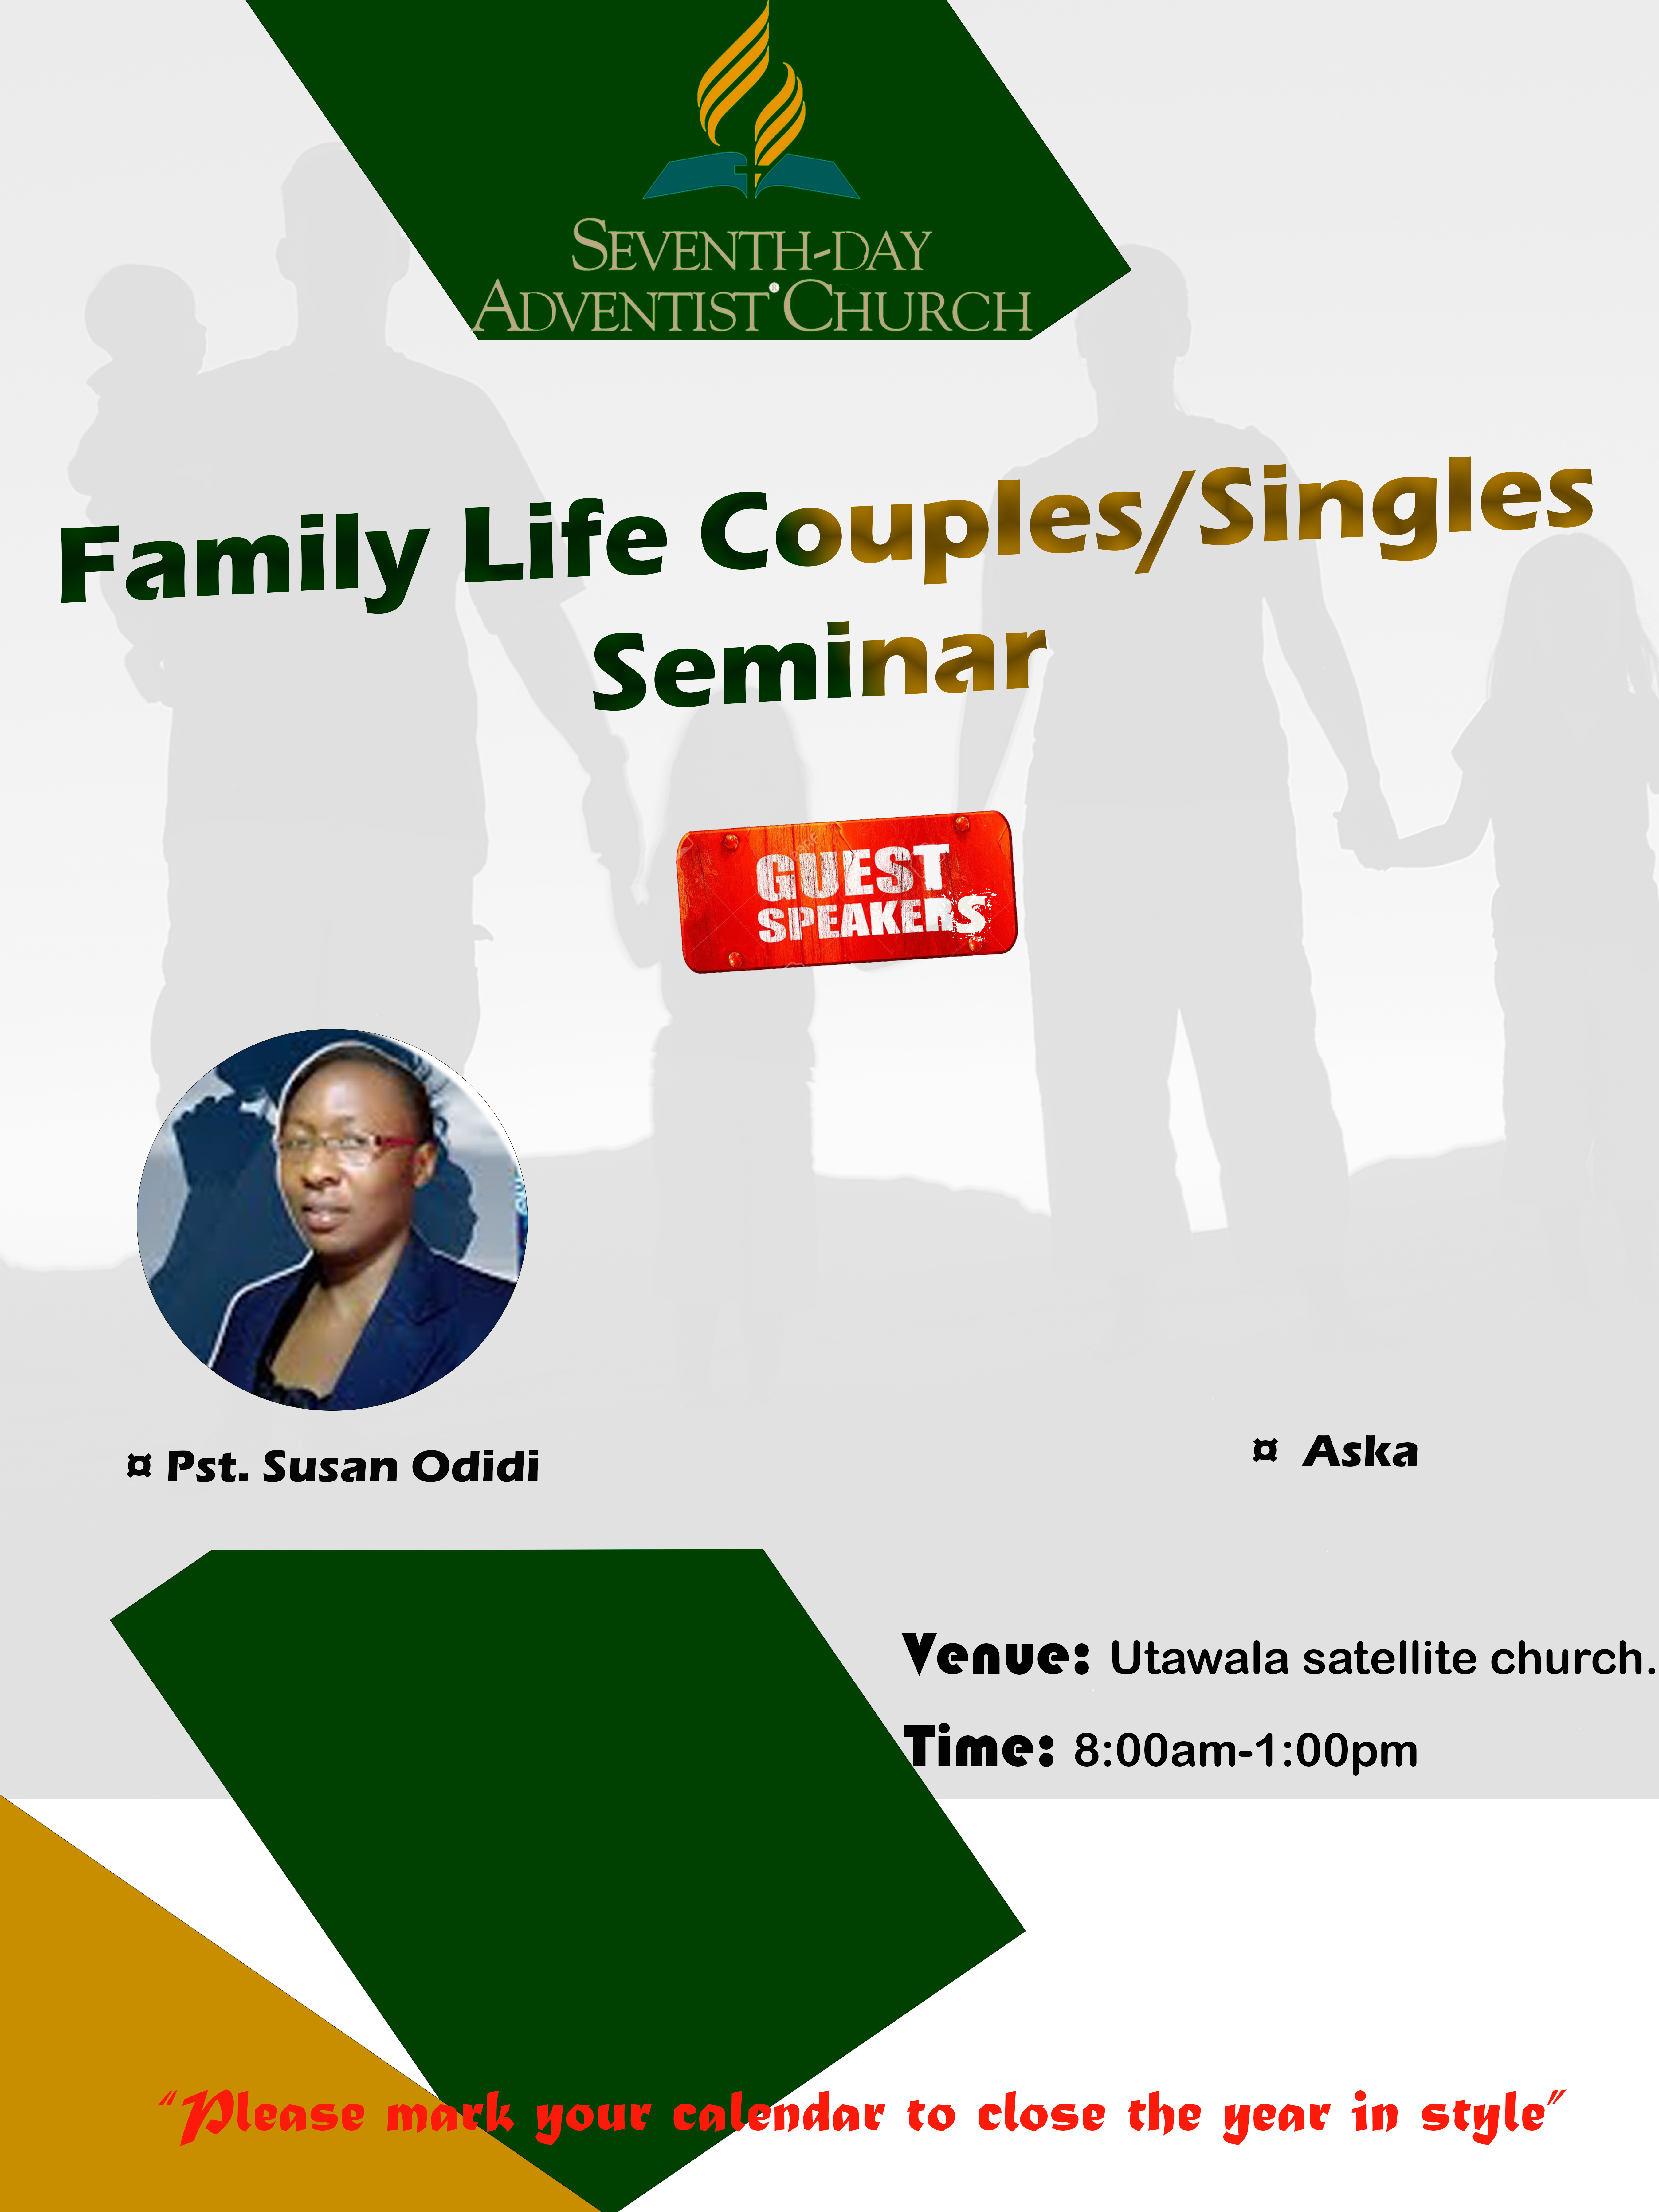 SEVENTH-DAY
ADVENTIST® CHURCH
Family Life Couples/Singles
Seminar
GUEST
SPEAKERS
¤ Pst. Susan Odidi
¤ Aska
Venue: Utawala satellite church.
Time: 8:00am-1:00pm
"Please mark your calendar to close the year in style"